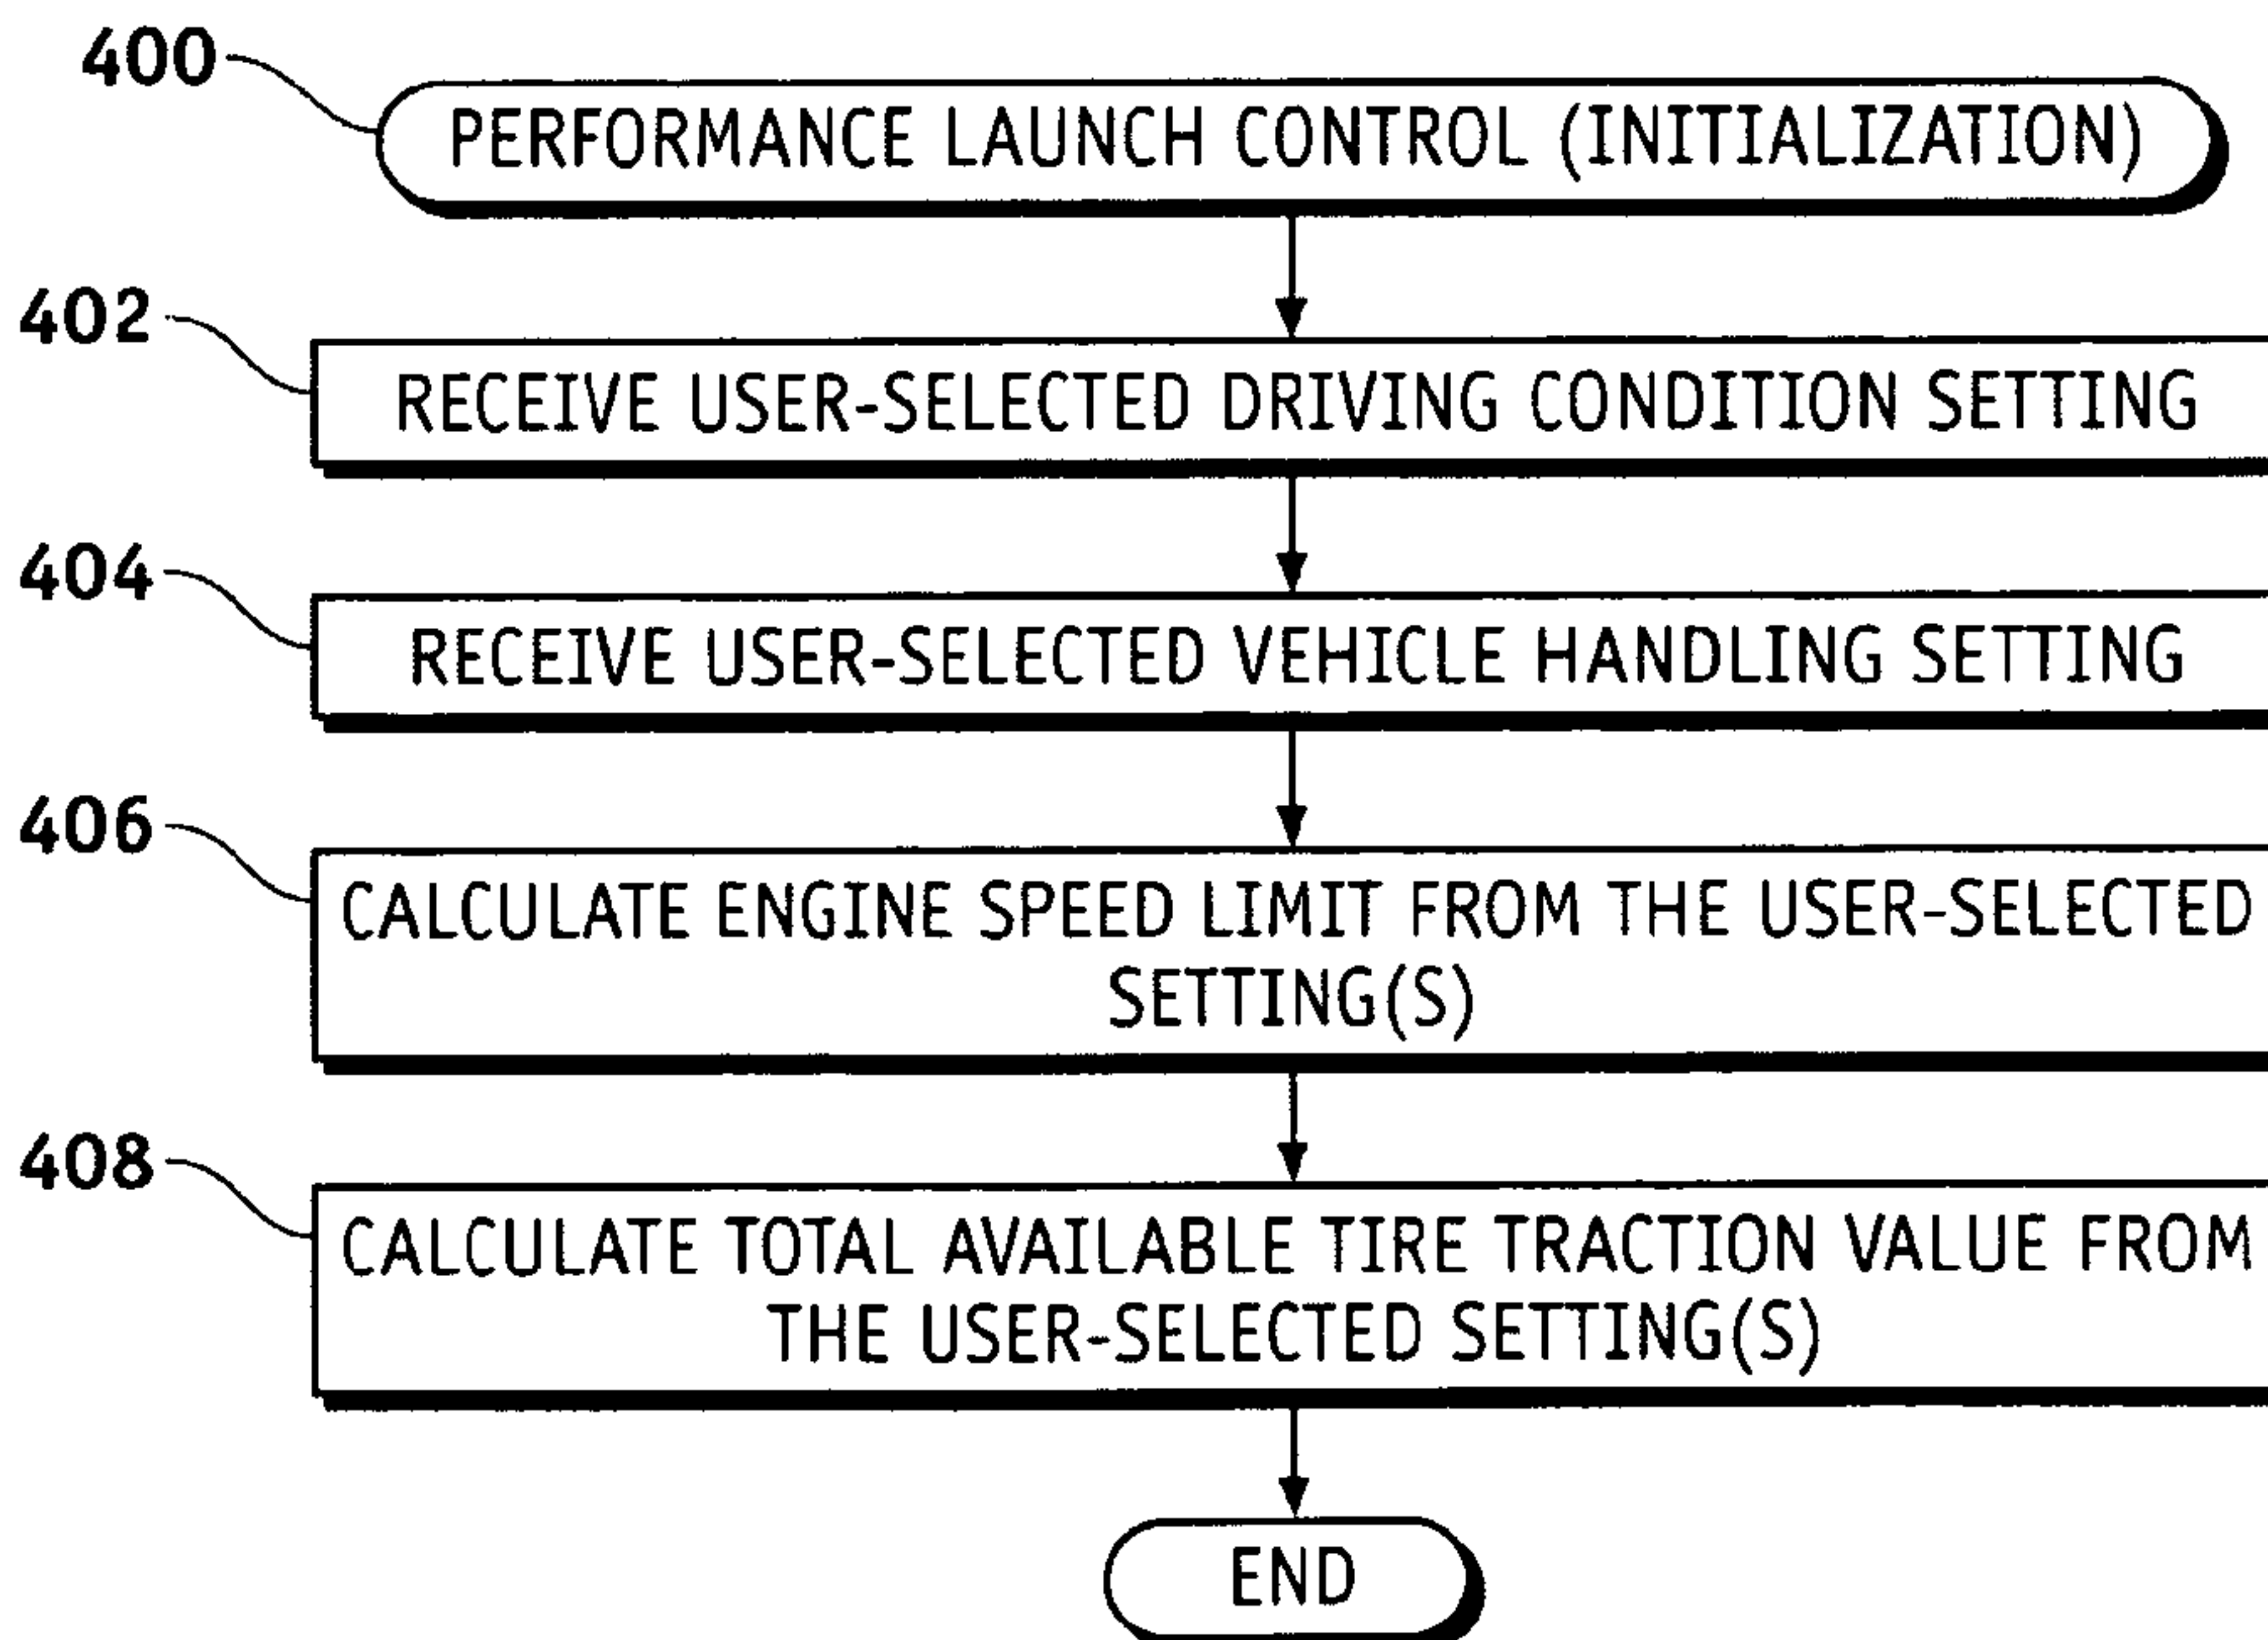 400
PERFORMANCE LAUNCH CONTROL (INITIALIZATION)
402
RECEIVE USER-SELECTED DRIVING CONDITION SETTING
404
RECEIVE USER-SELECTED VEHICLE HANDLING SETTING
406
CALCULATE ENGINE SPEED LIMIT FROM THE USER-SELECTED
SETTING(S)
408
CALCULATE TOTAL AVAILABLE TIRE TRACTION VALUE FROM
THE USER-SELECTED SETTING(S)
END